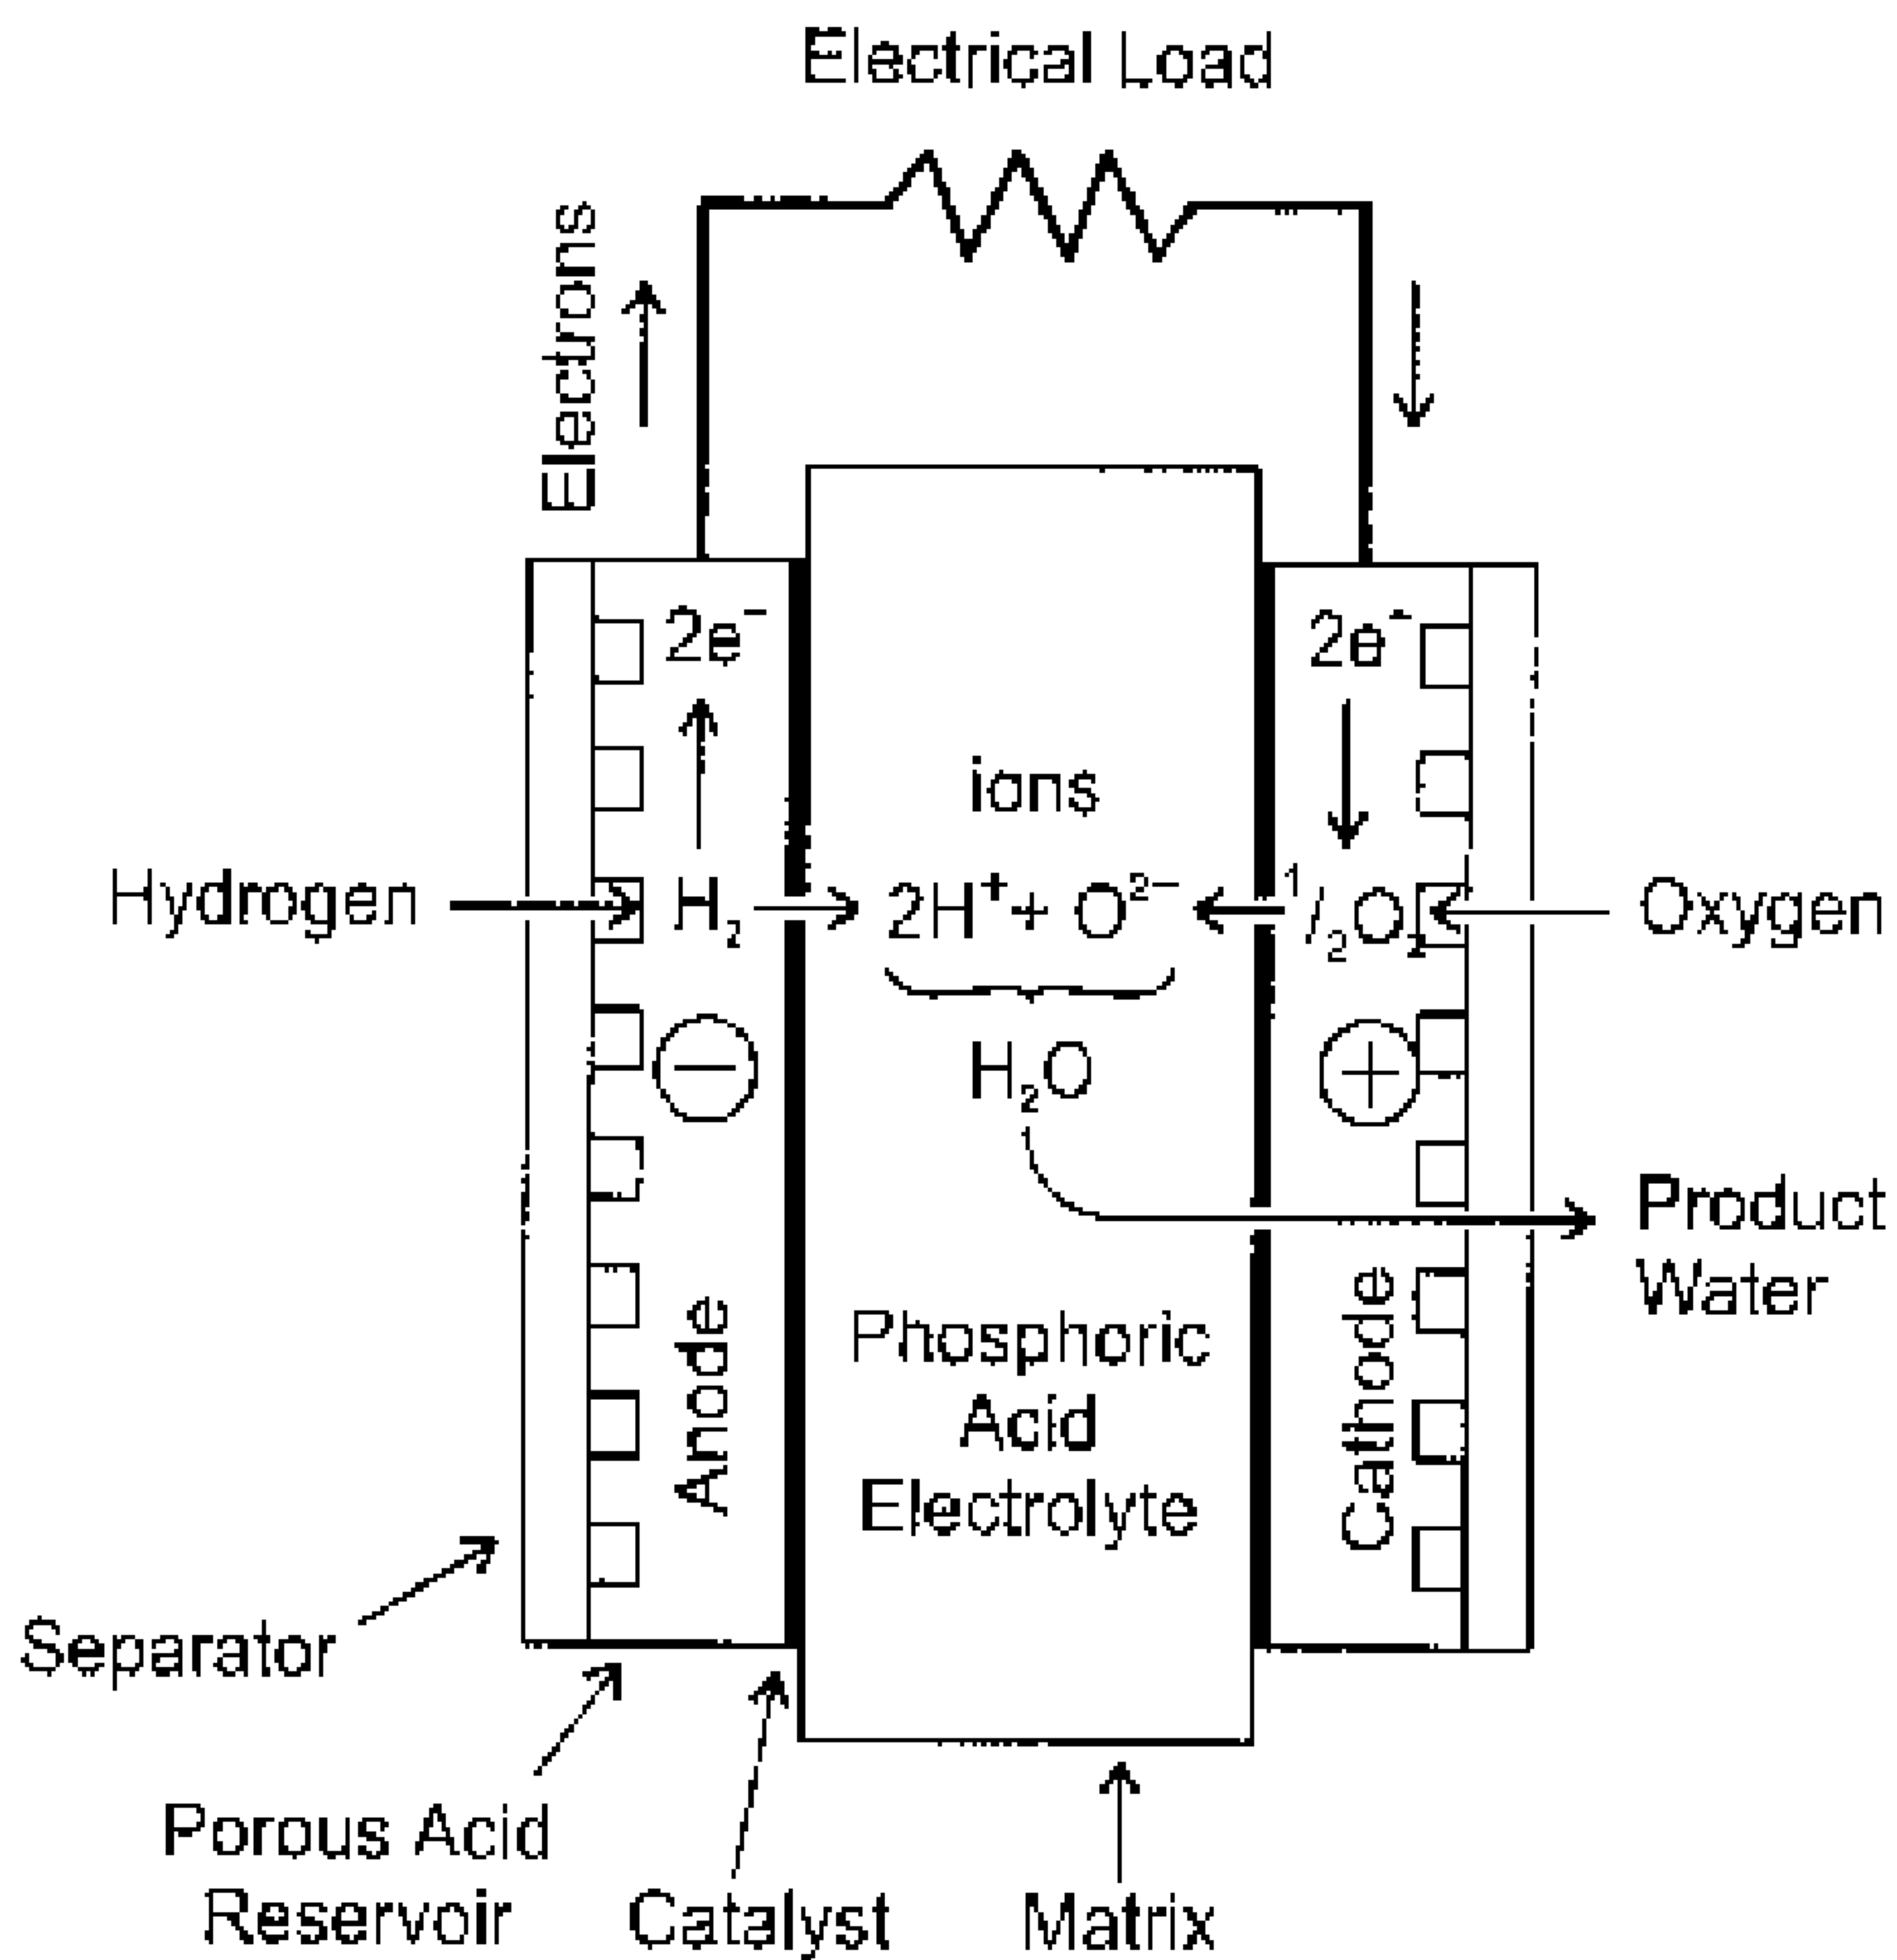 Electrical Load
Electrons
2e⁻
2e⁻
ions
Hydrogen
H₂
2H⁺+ O²⁻
¹/₂O₂
Oxygen
H₂O
−
+
Product
Water
Anode
Phosphoric
Acid
Electrolyte
Cathode
Separator
Porous Acid
Reservoir
Catalyst
Matrix